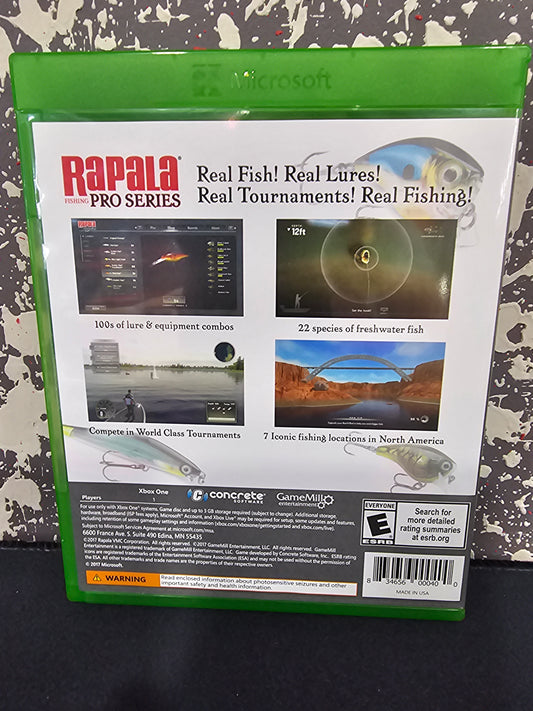 Microsoft
RAPALA
FISHING PRO SERIES
Real Fish! Real Lures!
Real Tournaments! Real Fishing!
12ft
100s of lure & equipment combos
22 species of freshwater fish
Compete in World Class Tournaments
7 Iconic fishing locations in North America
Players
Xbox One
concrete
SOFTWARE
GameMill
entertainment
For use only with Xbox One systems. Game disc and up to 3 GB storage required (subject to change). Additional storage,
hardware, broadband (ISP fees apply), Microsoft Account, and Xbox Live may be required for setup, some updates and features,
including retention of some gameplay settings and information (xbox.com/xboxone/gettingstarted and xbox.com/live).
Subject to Microsoft Services Agreement at microsoft.com/msa.
6600 France Ave. S. Suite 490 Edina, MN 55435
©2017 Rapala VMC Corporation. All rights reserved. ©2017 GameMill Entertainment, LLC. All rights reserved. GameMill
Entertainment is a registered trademark of GameMill Entertainment, LLC. Game developed by Concrete Software, Inc. ESRB rating
icons are registered trademarks of the Entertainment Software Association (ESA) and may not be used without the permission of
the ESA. All other trademarks and trade names are the properties of their respective owners.
© 2017 Microsoft.
WARNING
Read enclosed information about photosensitive seizures and other
important safety and health information.
EVERYONE
E
ESRB
Search for
more detailed
rating summaries
at esrb.org
8 34656 00040 0
MADE IN USA